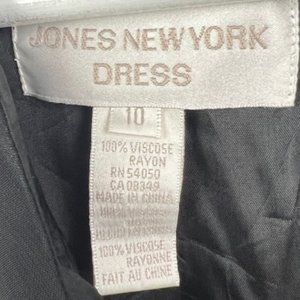 JONES NEW YORK
DRESS
10
100% VISCOSE
RAYON
RN 54050
CA 08349
MADE IN CHINA
100% VISCOSE
RAYONNE
FAIT AU CHINE